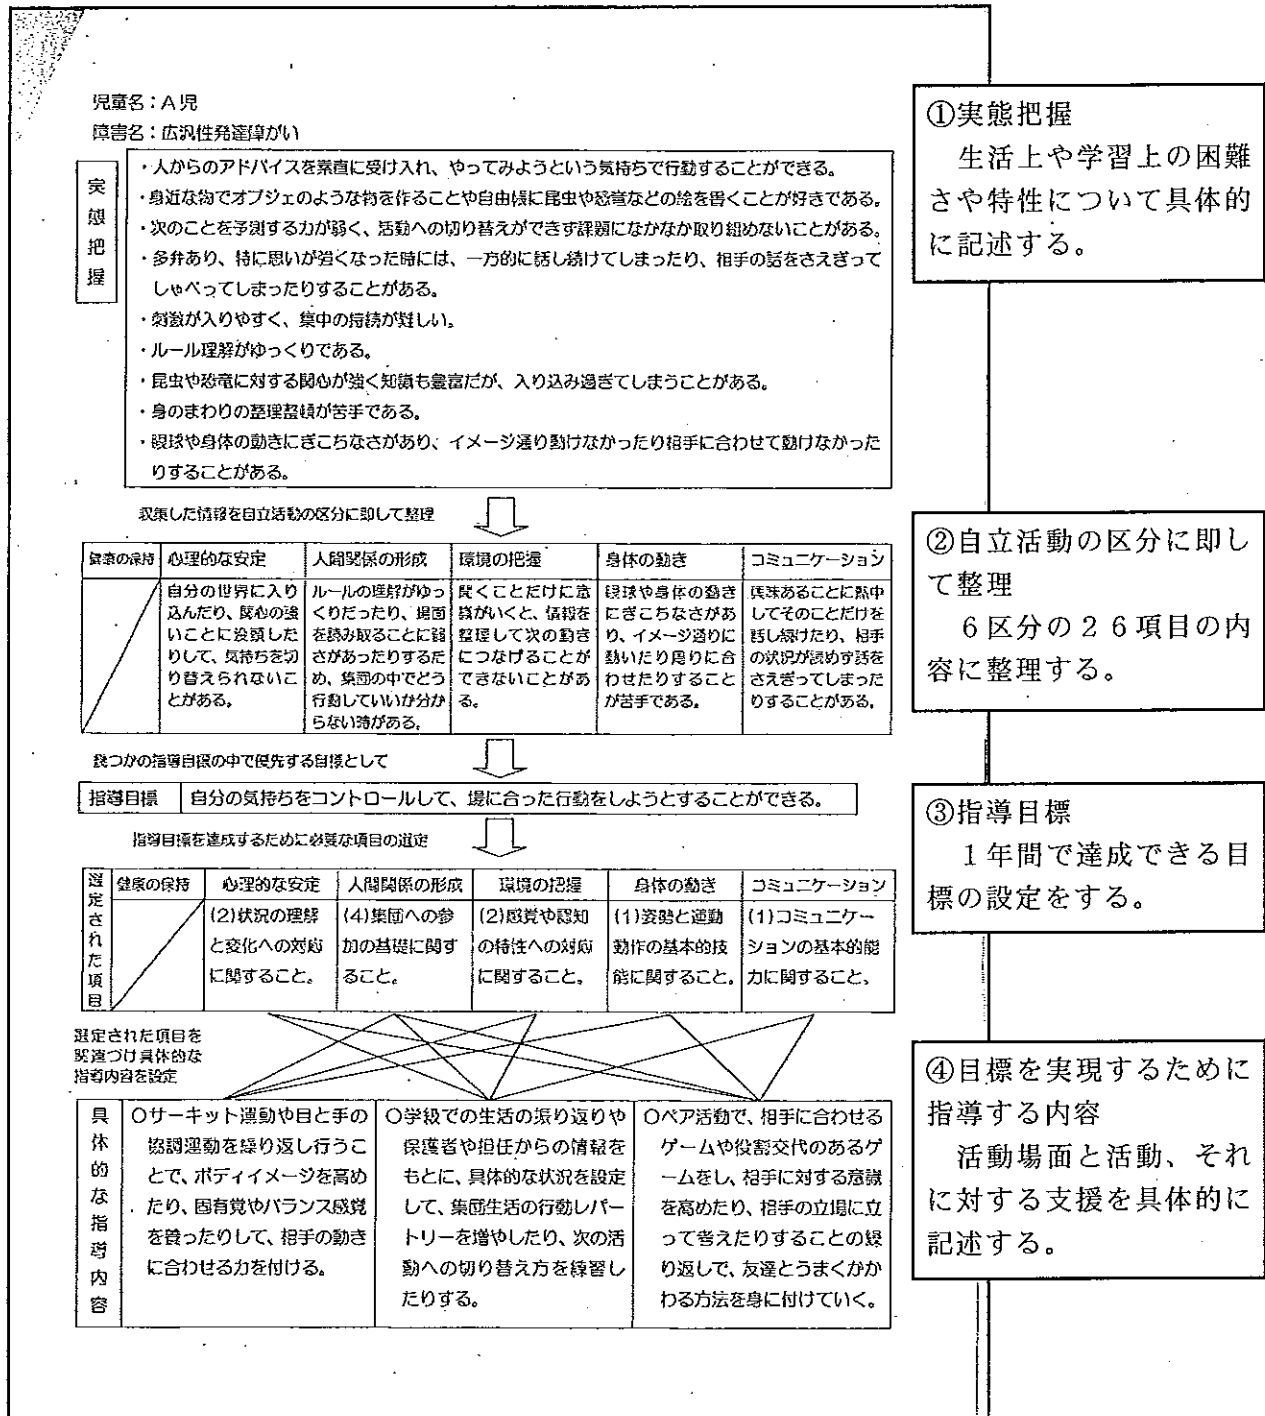 児童名：A児
障害名：広汎性発達障がい
実態把握
・人からのアドバイスを素直に受け入れ、やってみようという気持ちで行動することができる。
・身近な物でオブジェのような物を作ることや自由帳に昆虫や恐竜などの絵を書くことが好きである。
・次のことを予測する力が弱く、活動への切り替えができず課題になかなか取り組めないことがある。
・多弁あり、特に思いが強くなった時には、一方的に話し続けてしまったり、相手の話をさえぎって
しゃべってしまったりすることがある。
・刺激が入りやすく、集中の持続が難しい。
・ルール理解がゆっくりである。
・昆虫や恐竜に対する関心が強く知識も豊富だが、入り込み過ぎてしまうことがある。
・身のまわりの整理整頓が苦手である。
・眼球や身体の動きにぎこちなさがあり、イメージ通り動けなかったり相手に合わせて動けなかった
りすることがある。
収集した情報を自立活動の区分に即して整理
健康の保持
心理的な安定
自分の世界に入り
込んだり、関心の強
いことに没頭した
りして、気持ちを切
り替えられないこ
とがある。
人間関係の形成
ルールの理解がゆっ
くりだったり、場面
を読み取ることに弱
さがあったりするた
め、集団の中でどう
行動していいか分か
らない時がある。
環境の把握
聞くことだけに意
識がいくと、情報を
整理して次の動き
につなげることが
できないことがあ
る。
身体の動き
眼球や身体の動き
にぎこちなさがあ
り、イメージ通りに
動いたり周りに合
わせたりすること
が苦手である。
コミュニケーション
興味あることに熱中
してそのことだけを
話し続けたり、相手
の状況が読めず話を
さえぎってしまった
りすることがある。
幾つかの指導目標の中で優先する目標として
指導目標 自分の気持ちをコントロールして、場に合った行動をしようとすることができる。
指導目標を達成するために必要な項目の選定
選定された項目
健康の保持
心理的な安定
(2)状況の理解
と変化への対応
に関すること。
人間関係の形成
(4)集団への参
加の基礎に関す
ること。
環境の把握
(2)感覚や認知
の特性への対応
に関すること。
身体の動き
(1)姿勢と運動
動作の基本的技
能に関すること。
コミュニケーション
(1)コミュニケー
ションの基本的能
力に関すること、
選定された項目を
関連づけ具体的な
指導内容を設定
具体的な指導内容
○サーキット運動や目と手の
協調運動を繰り返し行うこ
とで、ボディイメージを高め
たり、固有覚やバランス感覚
を養ったりして、相手の動き
に合わせる力を付ける。
○学級での生活の振り返りや
保護者や担任からの情報を
もとに、具体的な状況を設定
して、集団生活の行動レパー
トリーを増やしたり、次の活
動への切り替え方を練習し
たりする。
○ペア活動で、相手に合わせる
ゲームや役割交代のあるゲ
ームをし、相手に対する意識
を高めたり、相手の立場に立
って考えたりすることの繰
り返しで、友達とうまくかか
わる方法を身に付けていく。
①実態把握
生活上や学習上の困難
さや特性について具体的
に記述する。
②自立活動の区分に即し
て整理
６区分の２６項目の内
容に整理する。
③指導目標
１年間で達成できる目
標の設定をする。
④目標を実現するために
指導する内容
活動場面と活動、それ
に対する支援を具体的に
記述する。